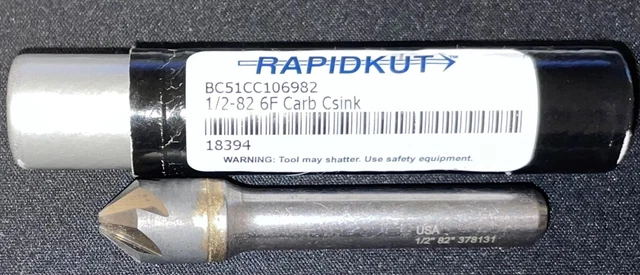 RAPIDKUT
BC51CC106982
1/2-82 6F Carb Csink
18394
WARNING: Tool may shatter. Use safety equipment.
USA
1/2" 82° 378131